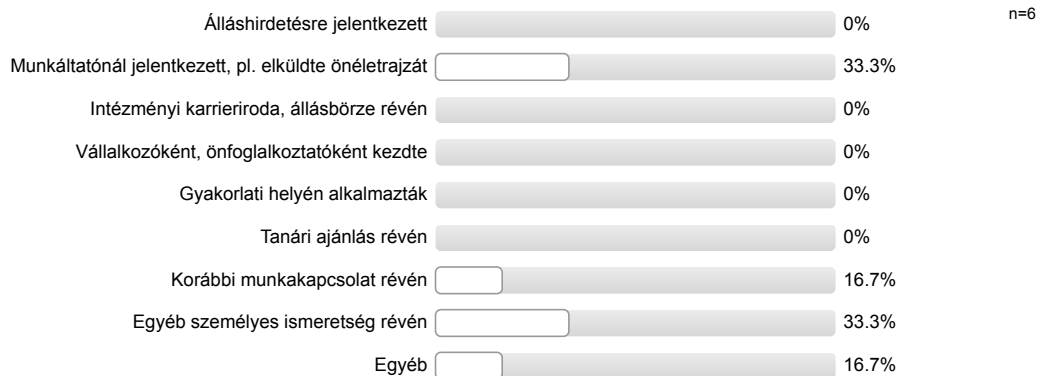 Álláshirdetésre jelentkezett 0% n=6
Munkáltatónál jelentkezett, pl. elküldte önéletrajzát 33.3%
Intézményi karrieriroda, állásbörze révén 0%
Vállalkozóként, önfoglalkoztatóként kezdte 0%
Gyakorlati helyén alkalmazták 0%
Tanári ajánlás révén 0%
Korábbi munkakapcsolat révén 16.7%
Egyéb személyes ismeretség révén 33.3%
Egyéb 16.7%